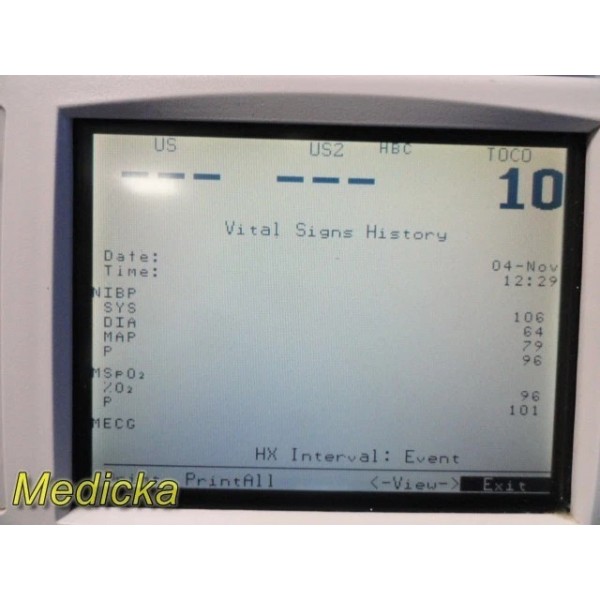 US US2 HBC TOCO
--- --- 10
Vital Signs History
Date: 04-Nov
Time: 12:29
NIBP
SYS 106
DIA 64
MAP 79
P 96
MSpO₂
%O₂ 96
P 101
MECG
HX Interval: Event
PrintAll <-View-> Exit
Medicka